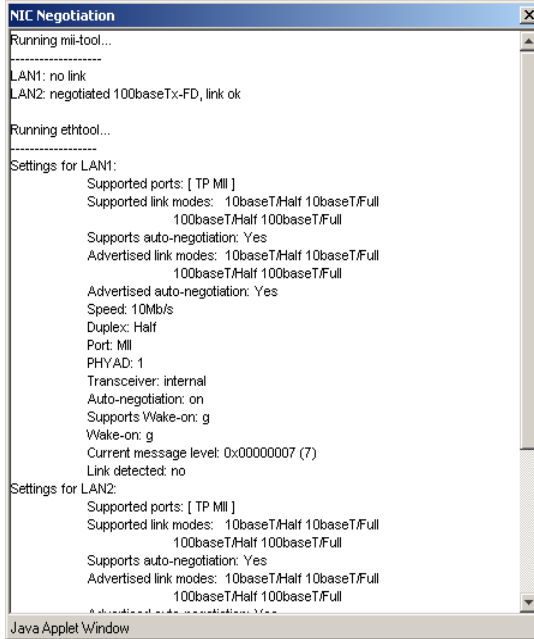 NIC Negotiation
Running mii-tool...
-------------------
LAN1: no link
LAN2: negotiated 100baseTx-FD, link ok
Running ethtool...
------------------
Settings for LAN1:
Supported ports: [ TP MII ]
Supported link modes: 10baseT/Half 10baseT/Full
100baseT/Half 100baseT/Full
Supports auto-negotiation: Yes
Advertised link modes: 10baseT/Half 10baseT/Full
100baseT/Half 100baseT/Full
Advertised auto-negotiation: Yes
Speed: 10Mb/s
Duplex: Half
Port: MII
PHYAD: 1
Transceiver: internal
Auto-negotiation: on
Supports Wake-on: g
Wake-on: g
Current message level: 0x00000007 (7)
Link detected: no
Settings for LAN2:
Supported ports: [ TP MII ]
Supported link modes: 10baseT/Half 10baseT/Full
100baseT/Half 100baseT/Full
Supports auto-negotiation: Yes
Advertised link modes: 10baseT/Half 10baseT/Full
100baseT/Half 100baseT/Full
Java Applet Window